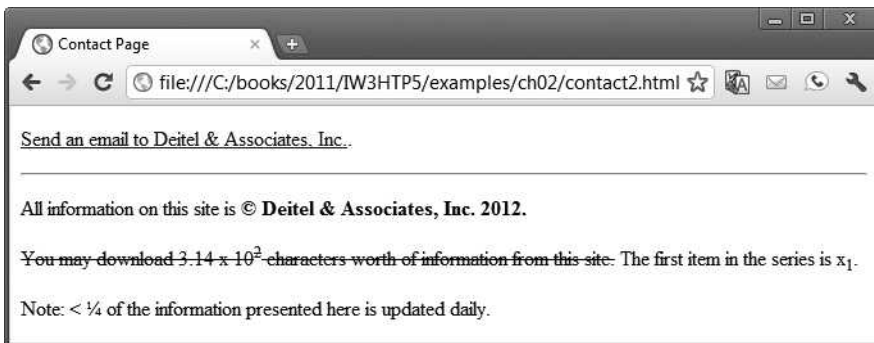 Contact Page
file:///C:/books/2011/IW3HTP5/examples/ch02/contact2.html
Send an email to Deitel & Associates, Inc..
All information on this site is © Deitel & Associates, Inc. 2012.
You may download 3.14 x 10² characters worth of information from this site. The first item in the series is x₁.
Note: < ¼ of the information presented here is updated daily.